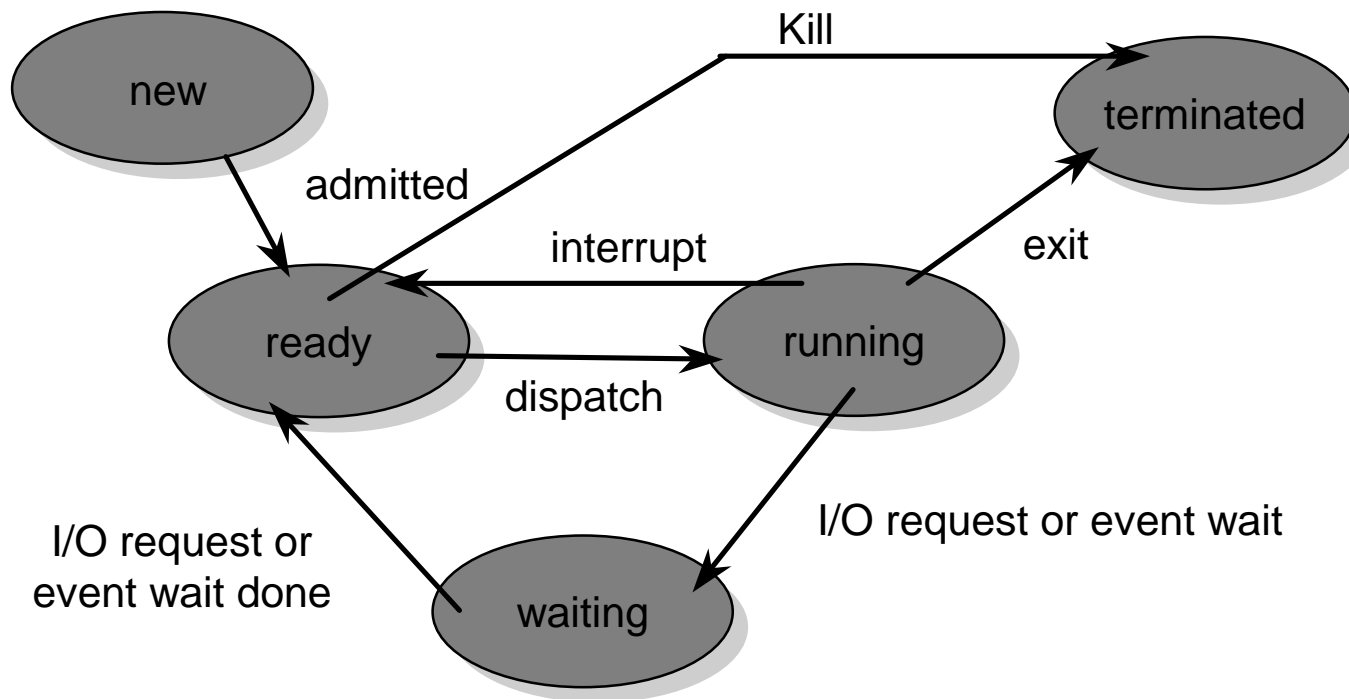 Kill
new
terminated
admitted
interrupt
exit
ready
running
dispatch
I/O request or event wait
I/O request or
event wait done
waiting